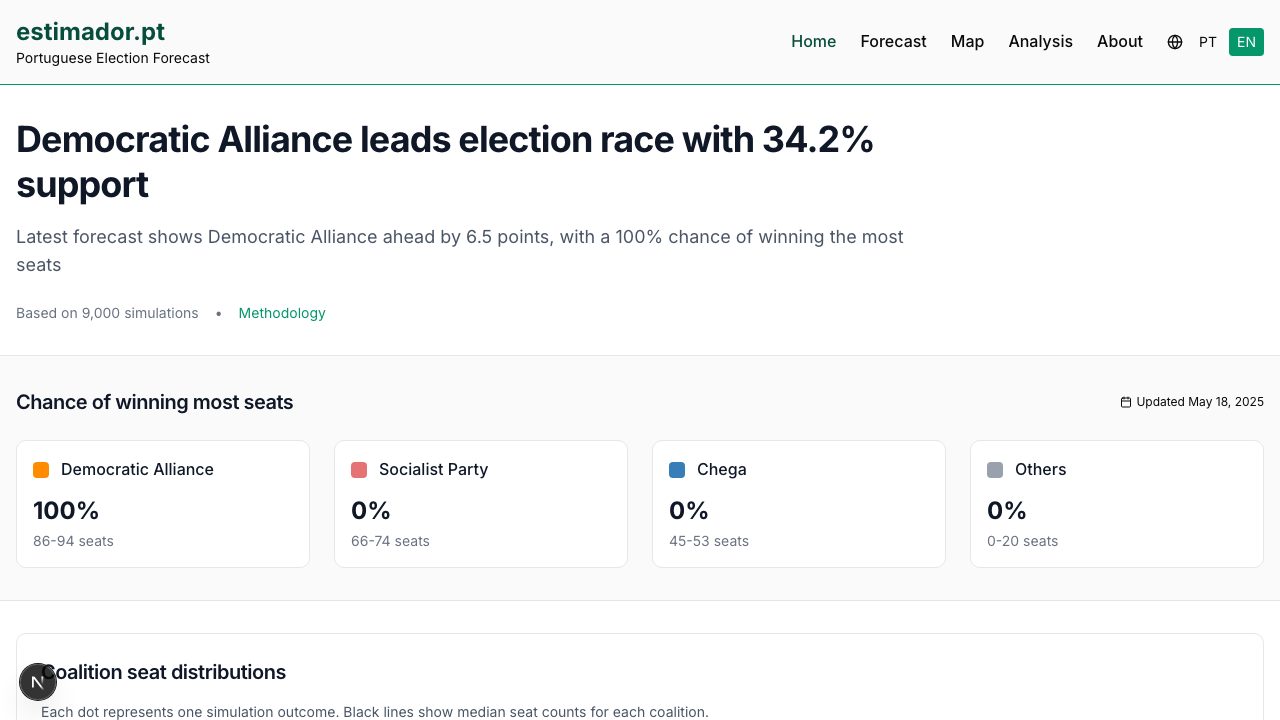 estimador.pt
Portuguese Election Forecast
Home
Forecast
Map
Analysis
About
PT
EN
Democratic Alliance leads election race with 34.2%
support
Latest forecast shows Democratic Alliance ahead by 6.5 points, with a 100% chance of winning the most
seats
Based on 9,000 simulations • Methodology
Chance of winning most seats
Updated May 18, 2025
Democratic Alliance
100%
86-94 seats
Socialist Party
0%
66-74 seats
Chega
0%
45-53 seats
Others
0%
0-20 seats
Coalition seat distributions
N
Each dot represents one simulation outcome. Black lines show median seat counts for each coalition.